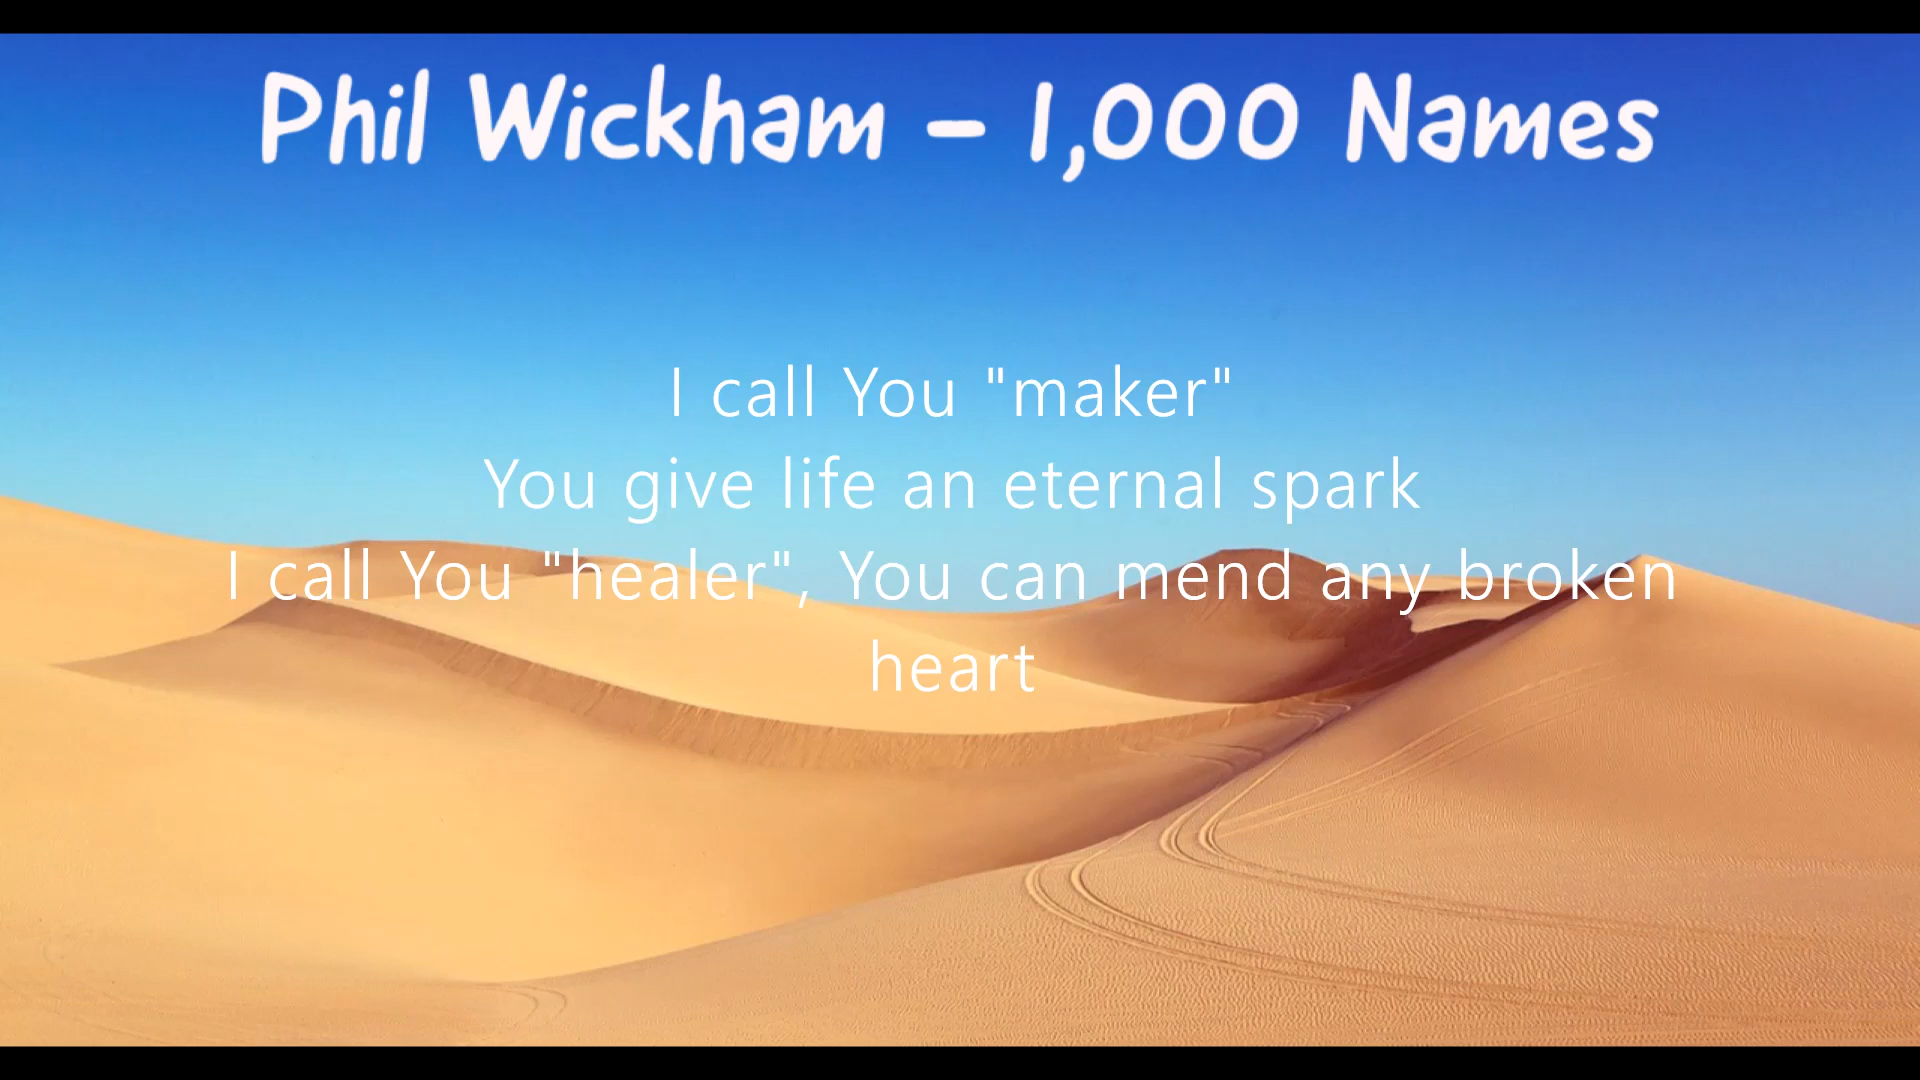 Phil Wickham – 1,000 Names
I call You "maker"
You give life an eternal spark
I call You "healer", You can mend any broken
heart